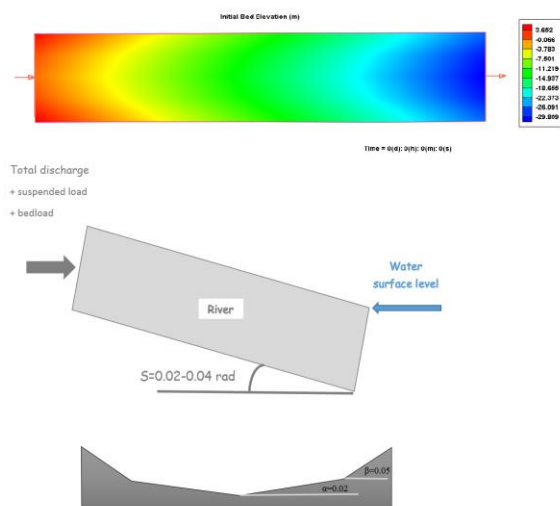 Initial Bed Elevation (m)
3.652
-0.066
-3.783
-7.501
-11.219
-14.937
-18.655
-22.373
-26.091
-29.809
Time = 0(d): 0(h): 0(m): 0(s)
Total discharge
+ suspended load
+ bedload
Water
surface level
River
S=0.02-0.04 rad
β=0.05
α=0.02